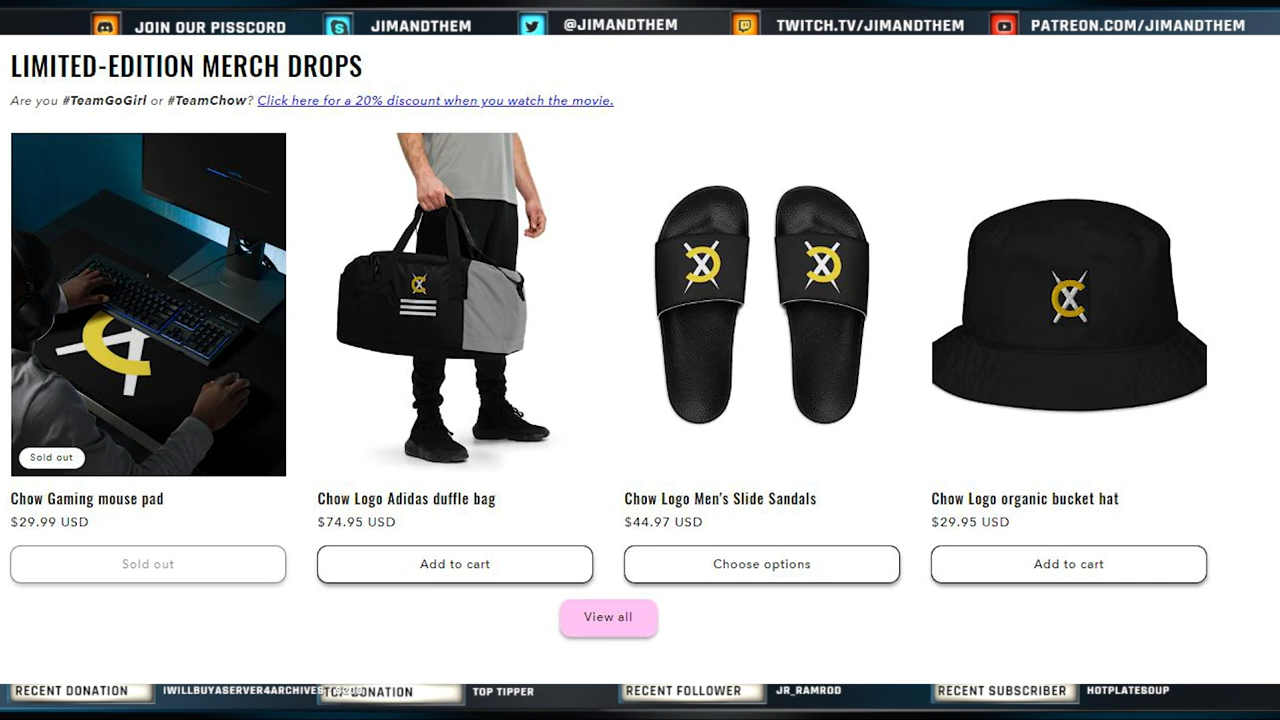 JOIN OUR PISSCORD
JIMANDTHEM
@JIMANDTHEM
TWITCH.TV/JIMANDTHEM
PATREON.COM/JIMANDTHEM
LIMITED-EDITION MERCH DROPS
Are you #TeamGoGirl or #TeamChow? Click here for a 20% discount when you watch the movie.
Sold out
Chow Gaming mouse pad
$29.99 USD
Sold out
Chow Logo Adidas duffle bag
$74.95 USD
Add to cart
Chow Logo Men's Slide Sandals
$44.97 USD
Choose options
Chow Logo organic bucket hat
$29.95 USD
Add to cart
View all
RECENT DONATION
IWILLBUYASERVER4ARCHIVES
TOP DONATION
TOP TIPPER
RECENT FOLLOWER
JR_RAMROD
RECENT SUBSCRIBER
HOTPLATESOUP